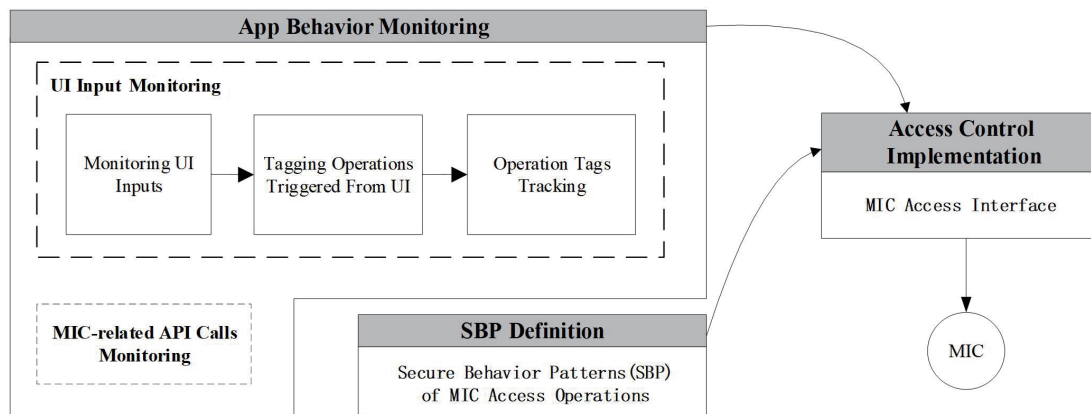 App Behavior Monitoring
UI Input Monitoring
Monitoring UI
Inputs
Tagging Operations
Triggered From UI
Operation Tags
Tracking
MIC-related API Calls
Monitoring
SBP Definition
Secure Behavior Patterns(SBP)
of MIC Access Operations
Access Control
Implementation
MIC Access Interface
MIC